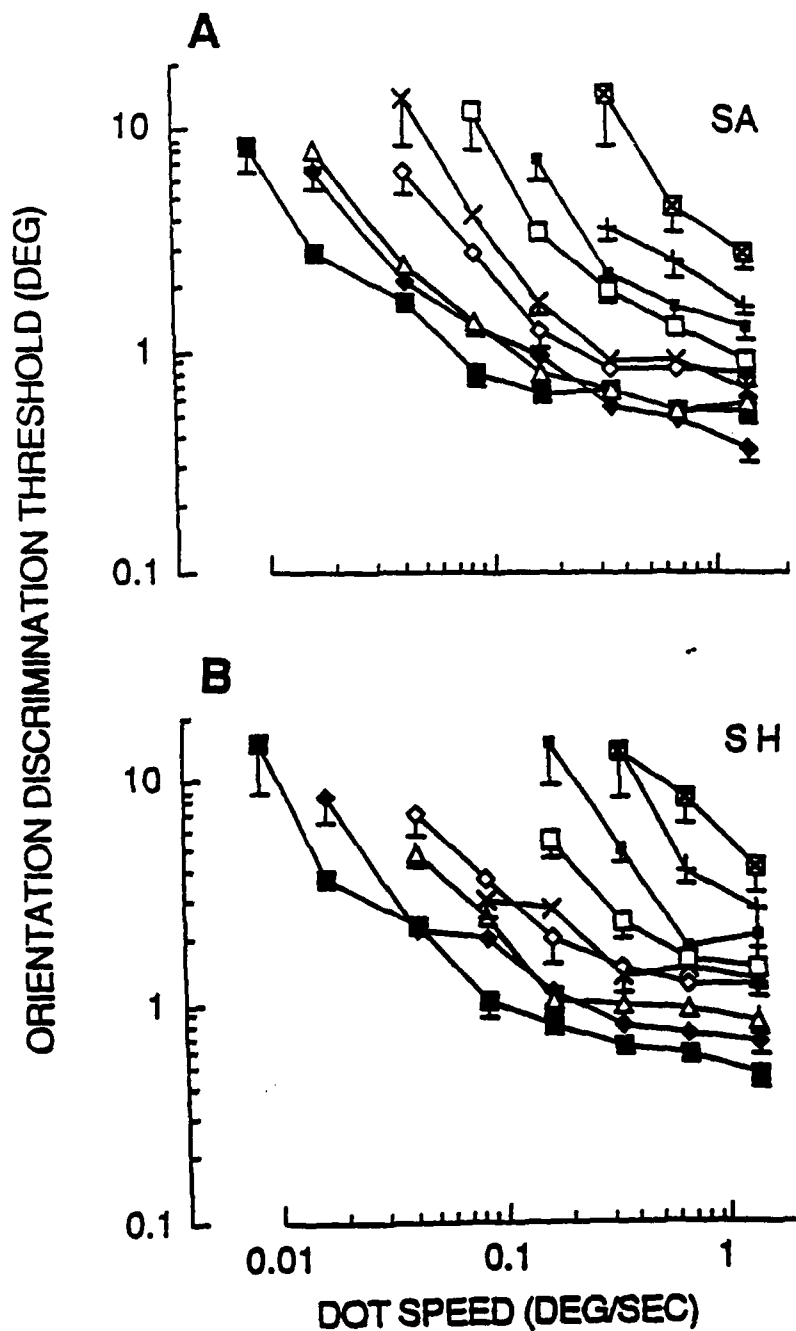 A
SA
10
1
0.1
ORIENTATION DISCRIMINATION THRESHOLD (DEG)
B
SH
10
1
0.1
0.01 0.1 1
DOT SPEED (DEG/SEC)